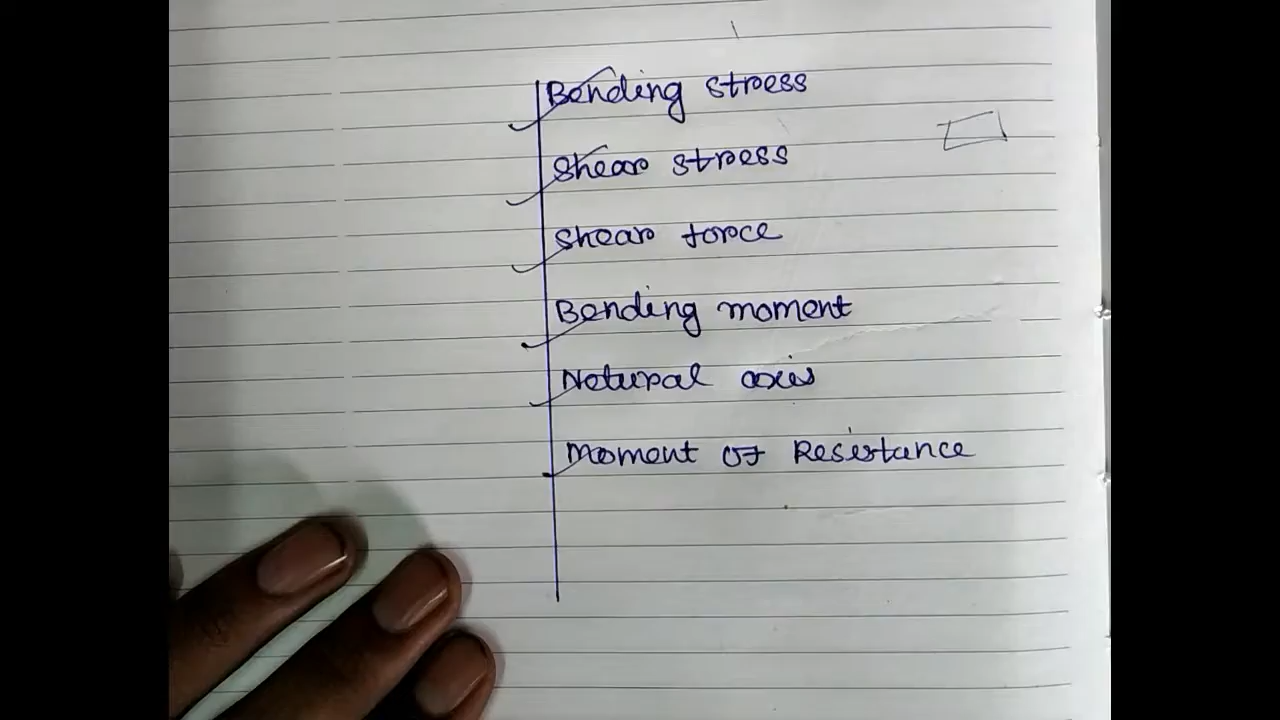 Bending stress
Shear stress
Shear force
Bending moment
Netural axis
Moment of Resistance